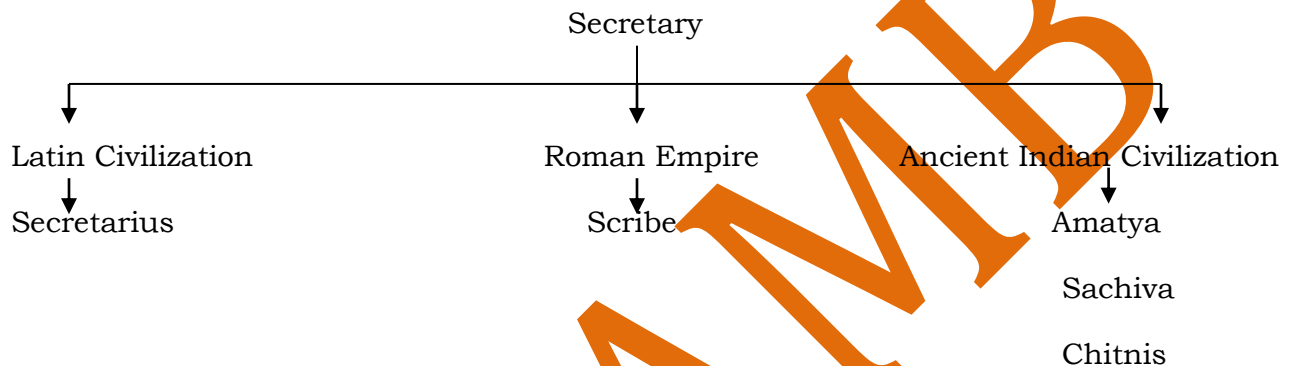 Secretary
Latin Civilization Roman Empire Ancient Indian Civilization
Secretarius Scribe Amatya
Sachiva
Chitnis